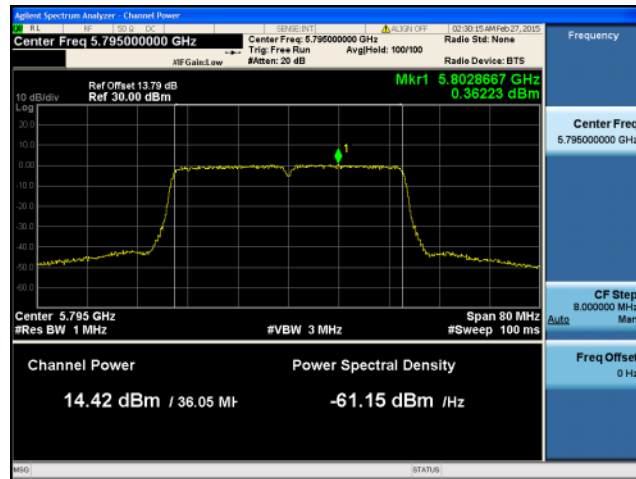 Agilent Spectrum Analyzer - Channel Power
RL RF 50 Ω DC SENSE:INT ALIGN OFF 02:30:15 AM Feb 27, 2015
Center Freq 5.795000000 GHz Center Freq: 5.795000000 GHz Radio Std: None Frequency
Trig: Free Run Avg|Hold: 100/100
#IFGain:Low #Atten: 20 dB Radio Device: BTS
Mkr1 5.8028667 GHz
Ref Offset 13.79 dB
10 dB/div Ref 30.00 dBm 0.36223 dBm
Log
20.0
Center Freq
5.795000000 GHz
10.0
1
0.00
-10.0
-20.0
-30.0
-40.0
-50.0
-60.0
CF Step
8.000000 MHz
Auto Man
Center 5.795 GHz Span 80 MHz
#Res BW 1 MHz #VBW 3 MHz #Sweep 100 ms
Channel Power Power Spectral Density
Freq Offset
0 Hz
14.42 dBm / 36.05 MH -61.15 dBm /Hz
MSG STATUS